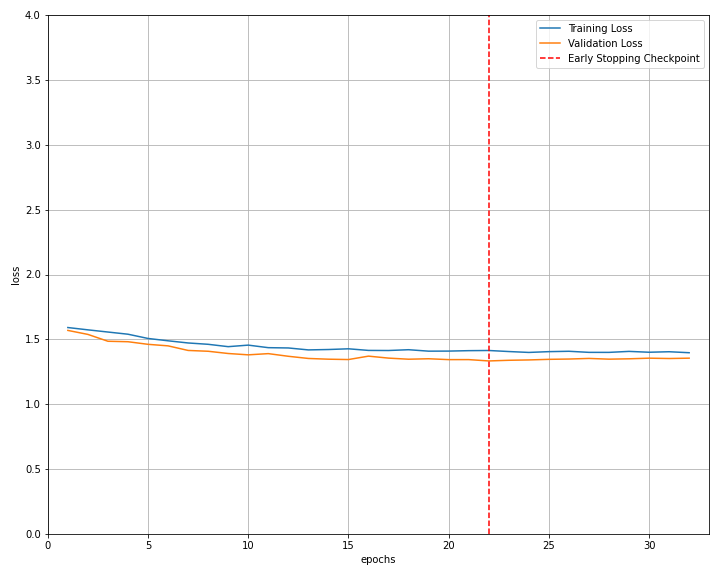 4.0
3.5
3.0
2.5
2.0
1.5
1.0
0.5
0.0
loss
Training Loss
Validation Loss
Early Stopping Checkpoint
0 5 10 15 20 25 30
epochs